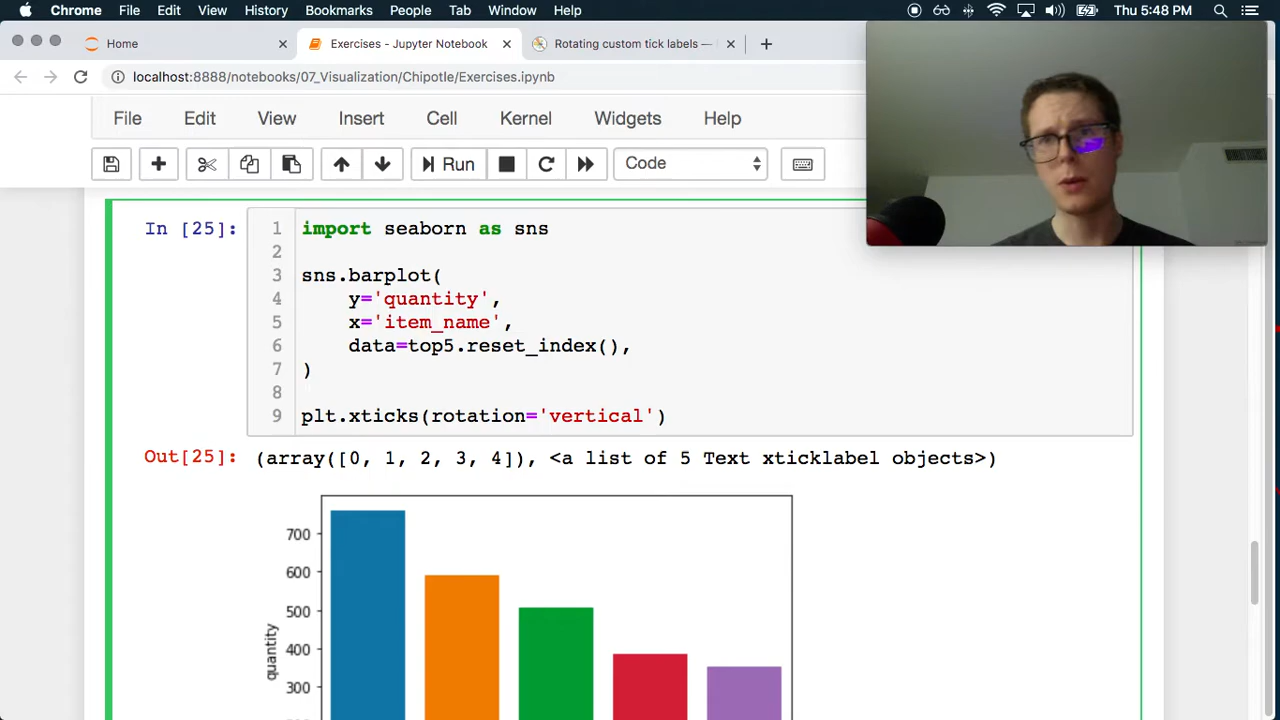 Chrome File Edit View History Bookmarks People Tab Window Help Thu 5:48 PM
Home Exercises - Jupyter Notebook Rotating custom tick labels —
localhost:8888/notebooks/07_Visualization/Chipotle/Exercises.ipynb
File Edit View Insert Cell Kernel Widgets Help
Run Code
In [25]:
1 import seaborn as sns
2
3 sns.barplot(
4 y='quantity',
5 x='item_name',
6 data=top5.reset_index(),
7 )
8
9 plt.xticks(rotation='vertical')
Out[25]: (array([0, 1, 2, 3, 4]), <a list of 5 Text xticklabel objects>)
700
600
500
400
300
quantity